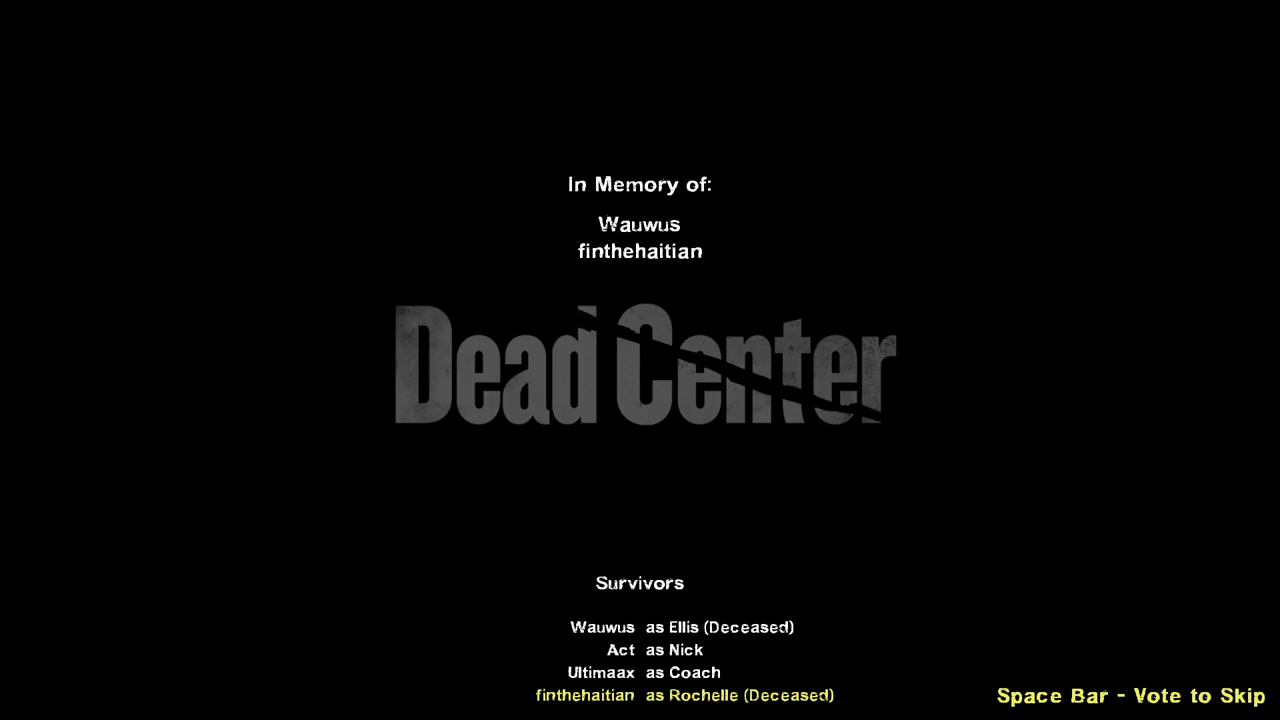 In Memory of:
Wauwus
finthehaitian
Dead Center
Survivors
Wauwus as Ellis (Deceased)
Act as Nick
Ultimaax as Coach
finthehaitian as Rochelle (Deceased)
Space Bar - Vote to Skip